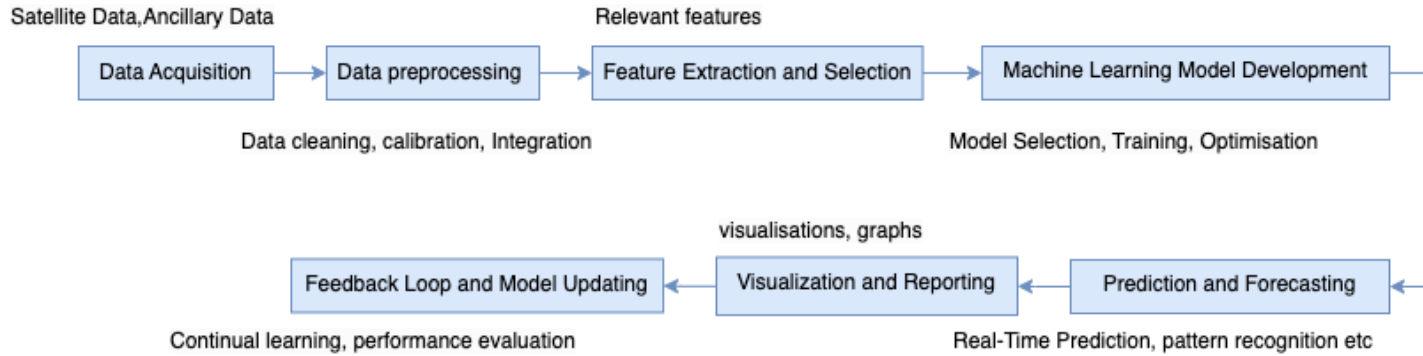 Satellite Data,Ancillary Data
Relevant features
Data Acquisition
Data preprocessing
Feature Extraction and Selection
Machine Learning Model Development
Data cleaning, calibration, Integration
Model Selection, Training, Optimisation
visualisations, graphs
Feedback Loop and Model Updating
Visualization and Reporting
Prediction and Forecasting
Continual learning, performance evaluation
Real-Time Prediction, pattern recognition etc